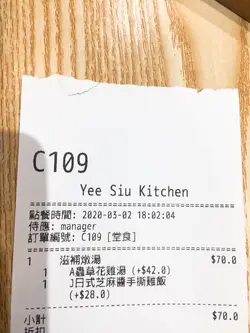 C109
Yee Siu Kitchen
點餐時間: 2020-03-02 18:02:04
侍應: manager
訂單編號: C109 [堂食]
1 滋補燉湯 $70.0
1 A蟲草花雞湯 (+$42.0)
1 J日式芝麻醬手撕雞飯
(+$28.0)
小計 $70.0
折扣